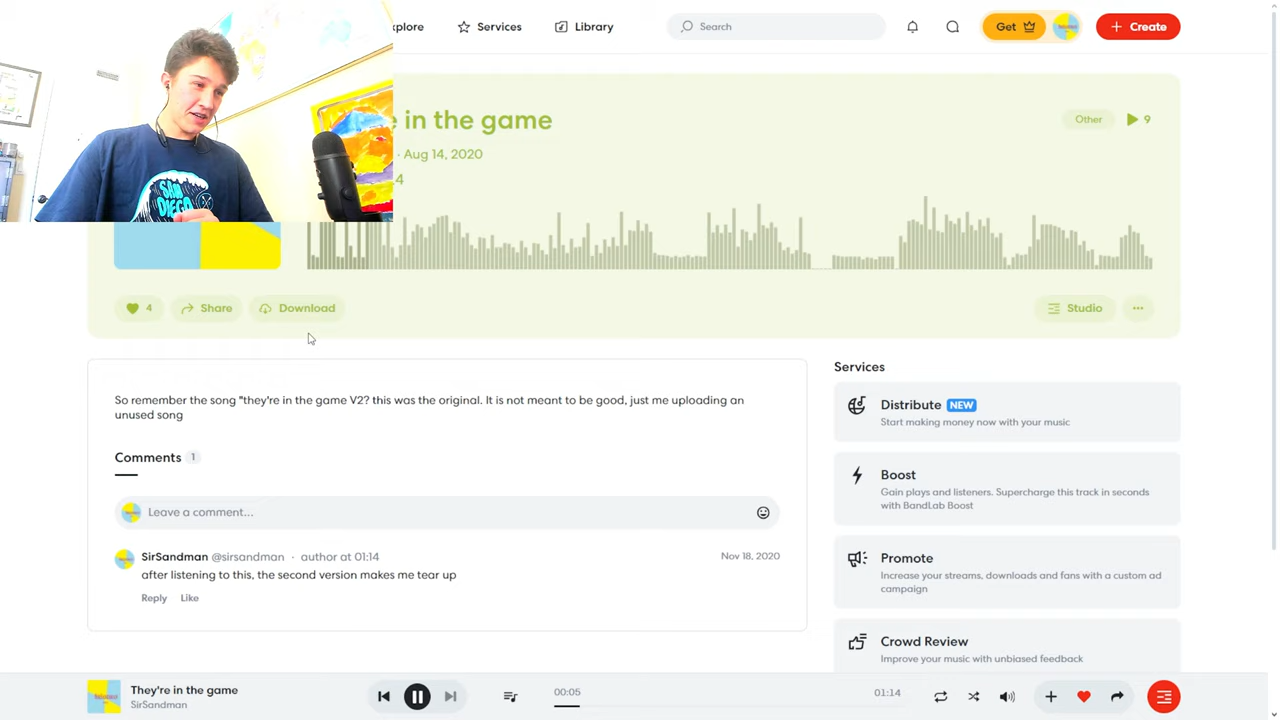 xplore
Services
Library
Search
Get
Create
e in the game
Other
9
· Aug 14, 2020
4
SAN
DIEGO
4
Share
Download
Studio
So remember the song "they're in the game V2? this was the original. It is not meant to be good, just me uploading an
unused song
Comments 1
Leave a comment...
SirSandman @sirsandman · author at 01:14
Nov 18, 2020
after listening to this, the second version makes me tear up
Reply Like
Services
Distribute NEW
Start making money now with your music
Boost
Gain plays and listeners. Supercharge this track in seconds
with BandLab Boost
Promote
Increase your streams, downloads and fans with a custom ad
campaign
Crowd Review
Improve your music with unbiased feedback
They're in the game
SirSandman
00:05
01:14